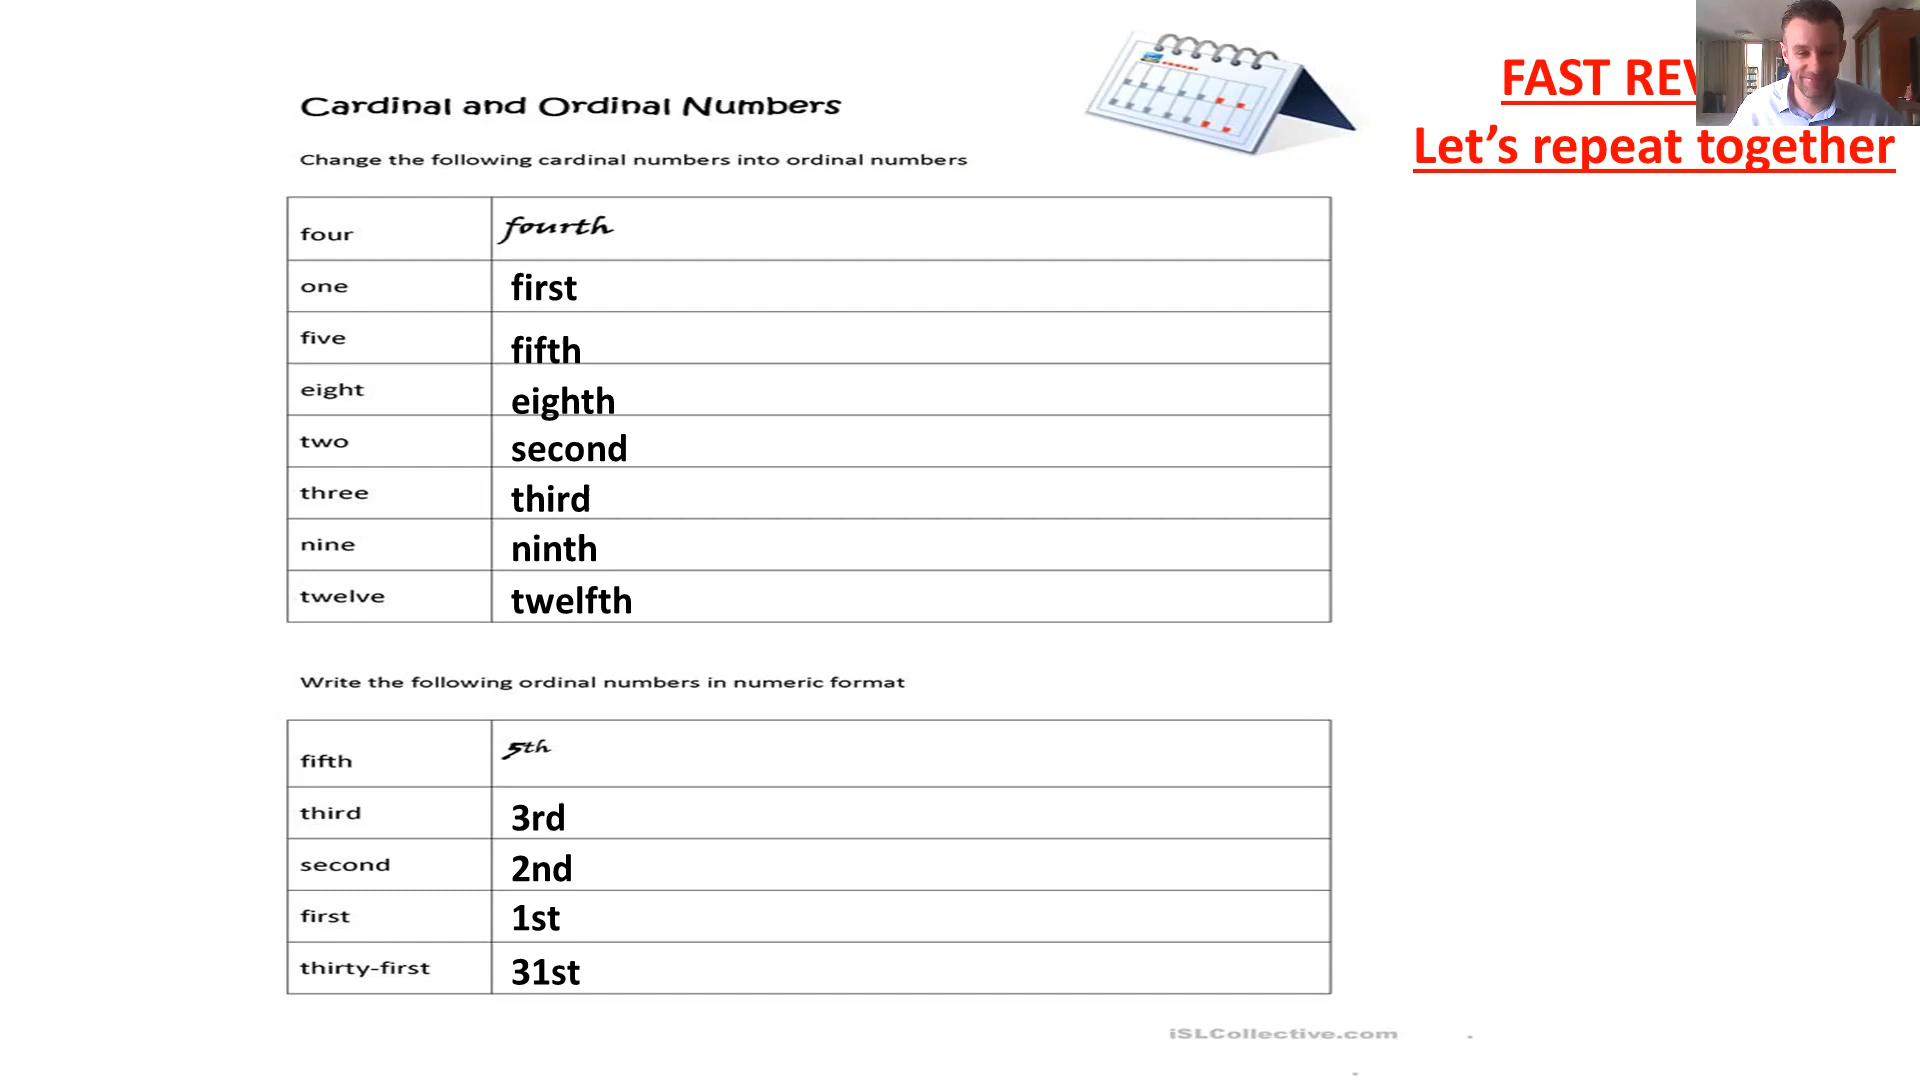 FAST
Let's repeat together
Cardinal and Ordinal Numbers
Change the following cardinal numbers into ordinal numbers
four fourth
one first
five fifth
eight eighth
two second
three third
nine ninth
twelve twelfth
Write the following ordinal numbers in numeric format
fifth 5th
third 3rd
second 2nd
first 1st
thirty-first 31st
iSLCollective.com